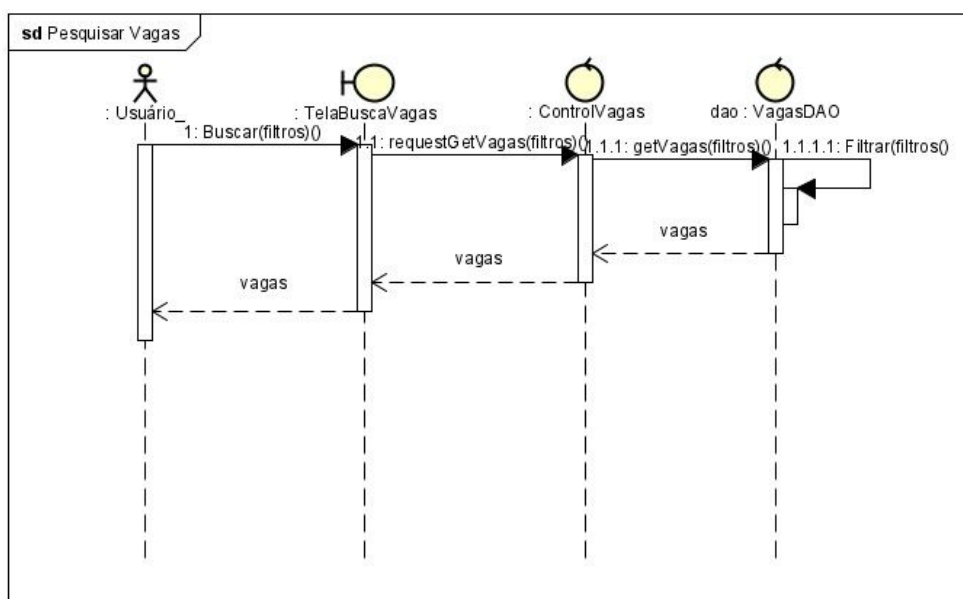 sd Pesquisar Vagas
: Usuário_
: TelaBuscaVagas
: ControlVagas
dao : VagasDAO
1: Buscar(filtros)()
1.1: requestGetVagas(filtros)()
1.1.1: getVagas(filtros)()
1.1.1.1: Filtrar(filtros()
vagas
vagas
vagas